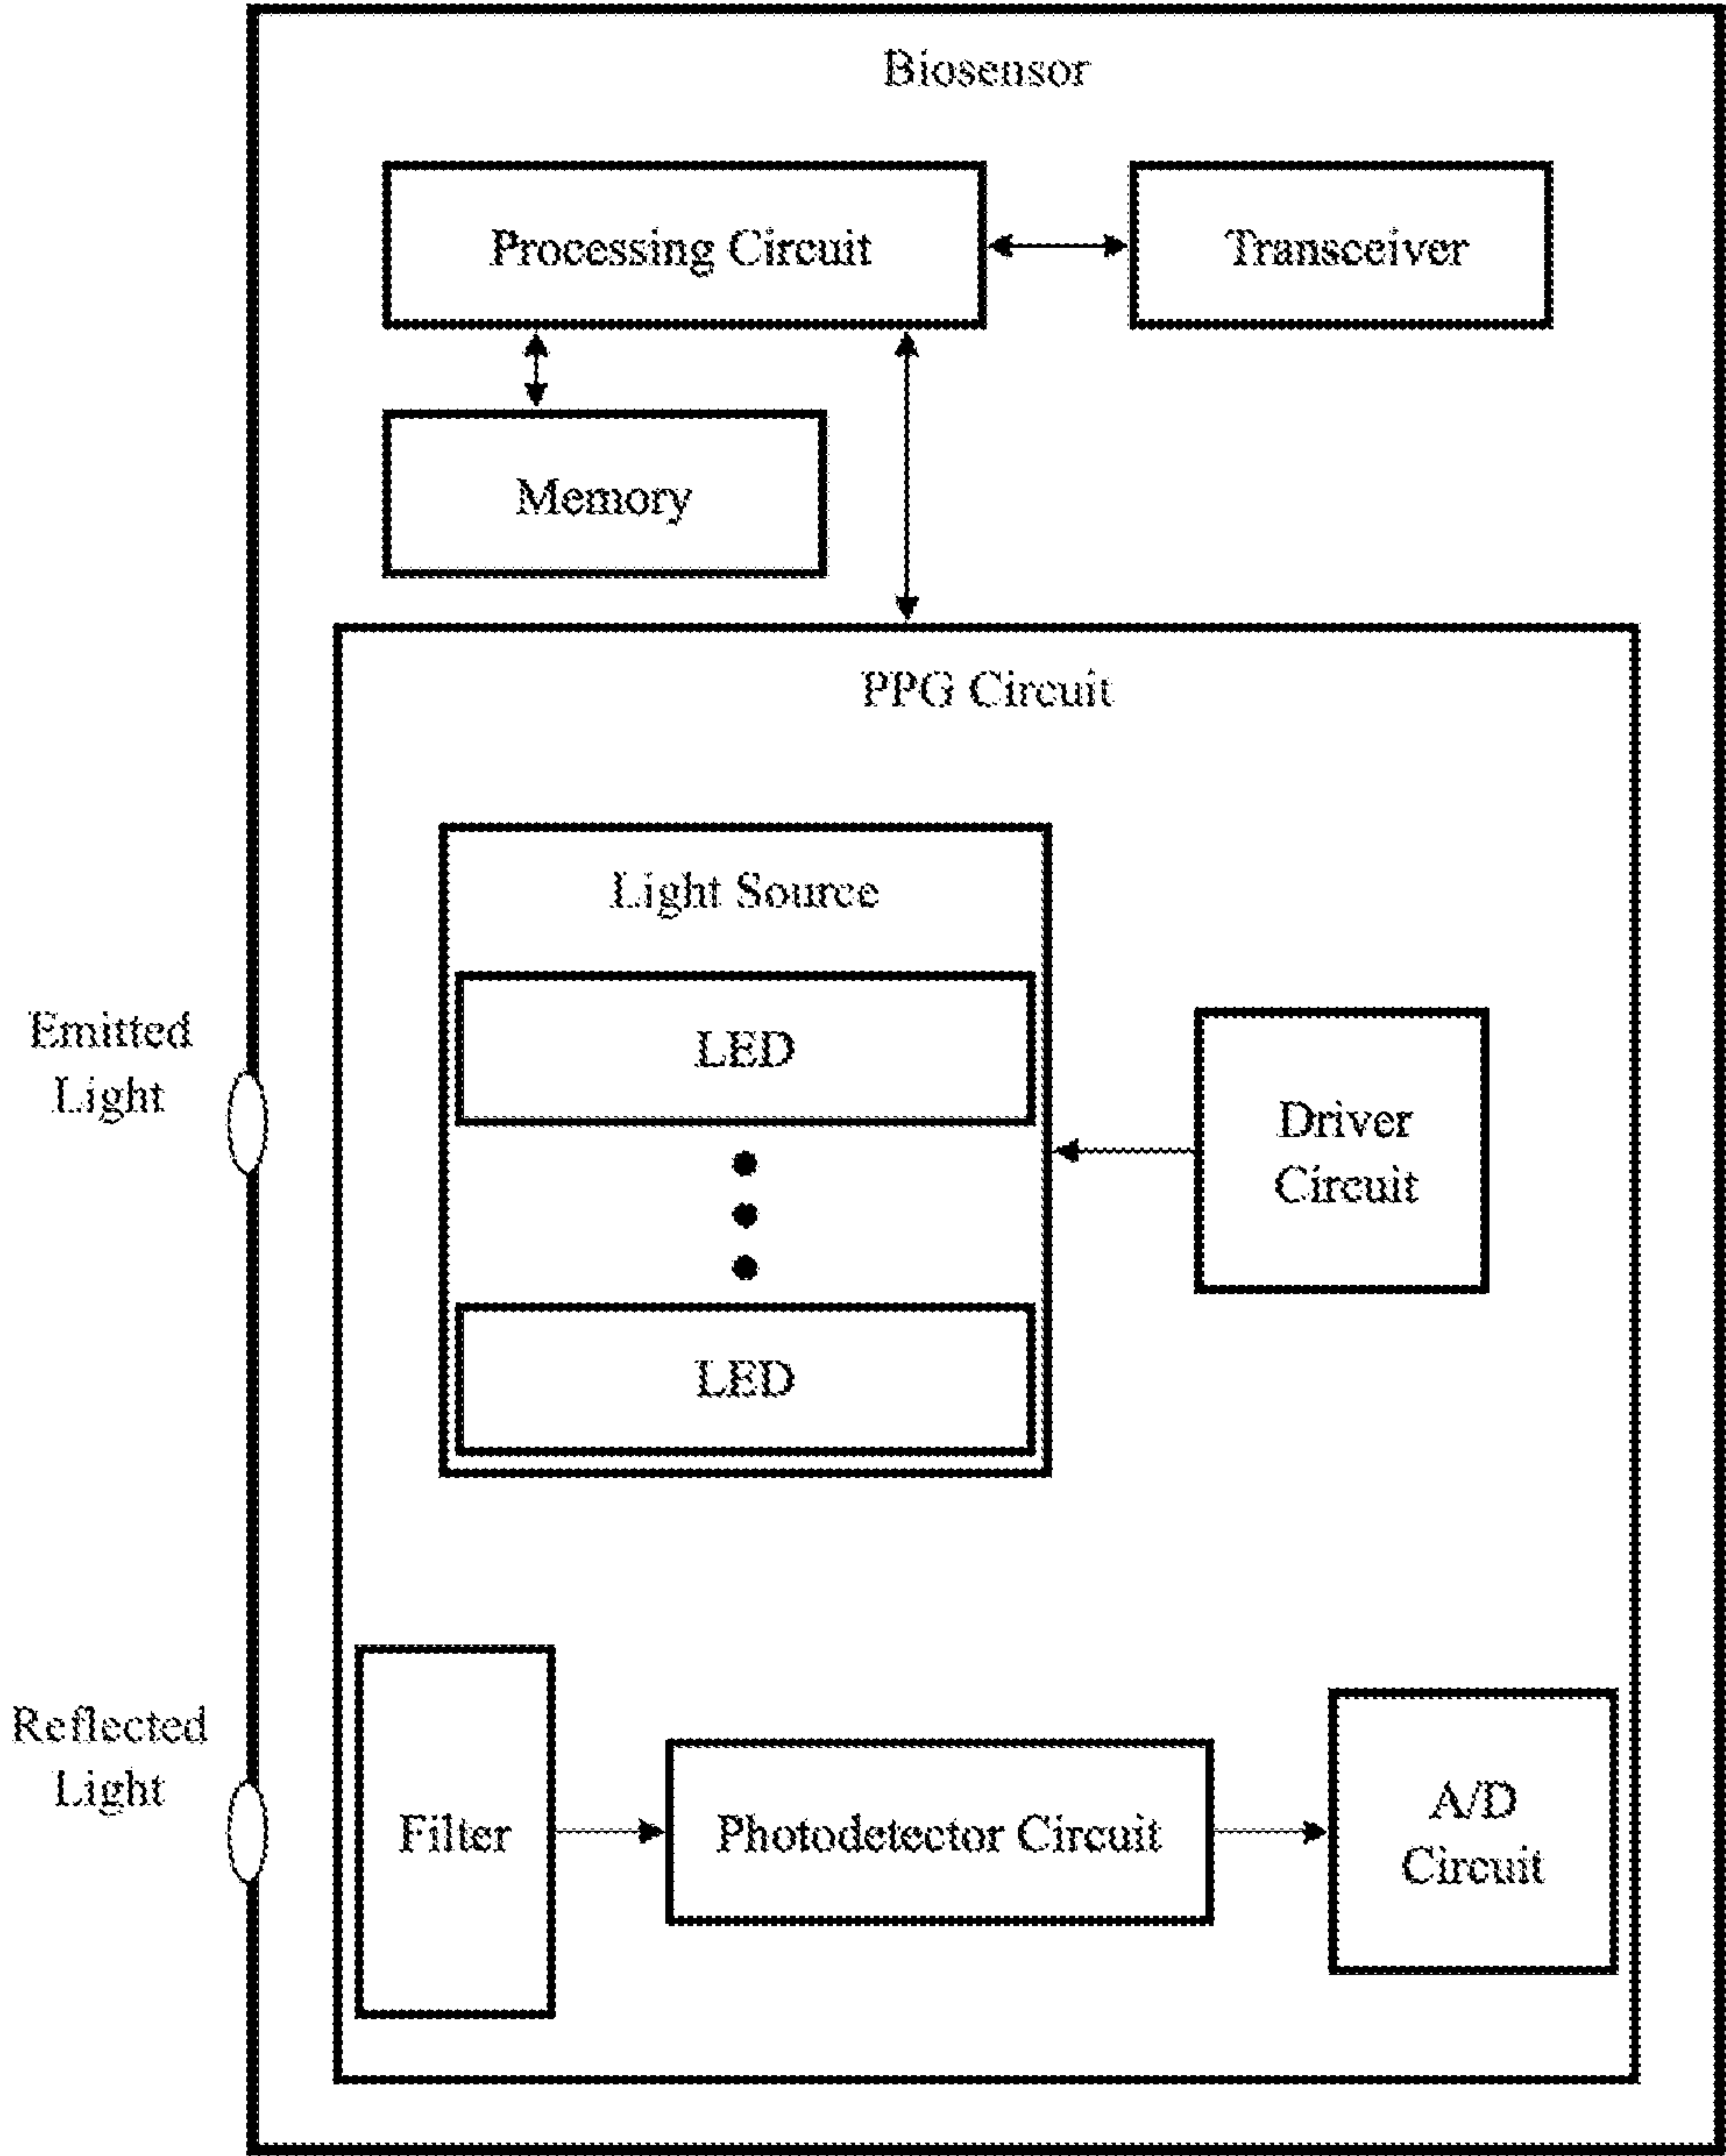 Biosensor
Processing Circuit
Transceiver
Memory
PPG Circuit
Light Source
LED
Emitted
Light
Driver
Circuit
LED
Reflected
Light
Filter
Photodetector Circuit
A/D
Circuit